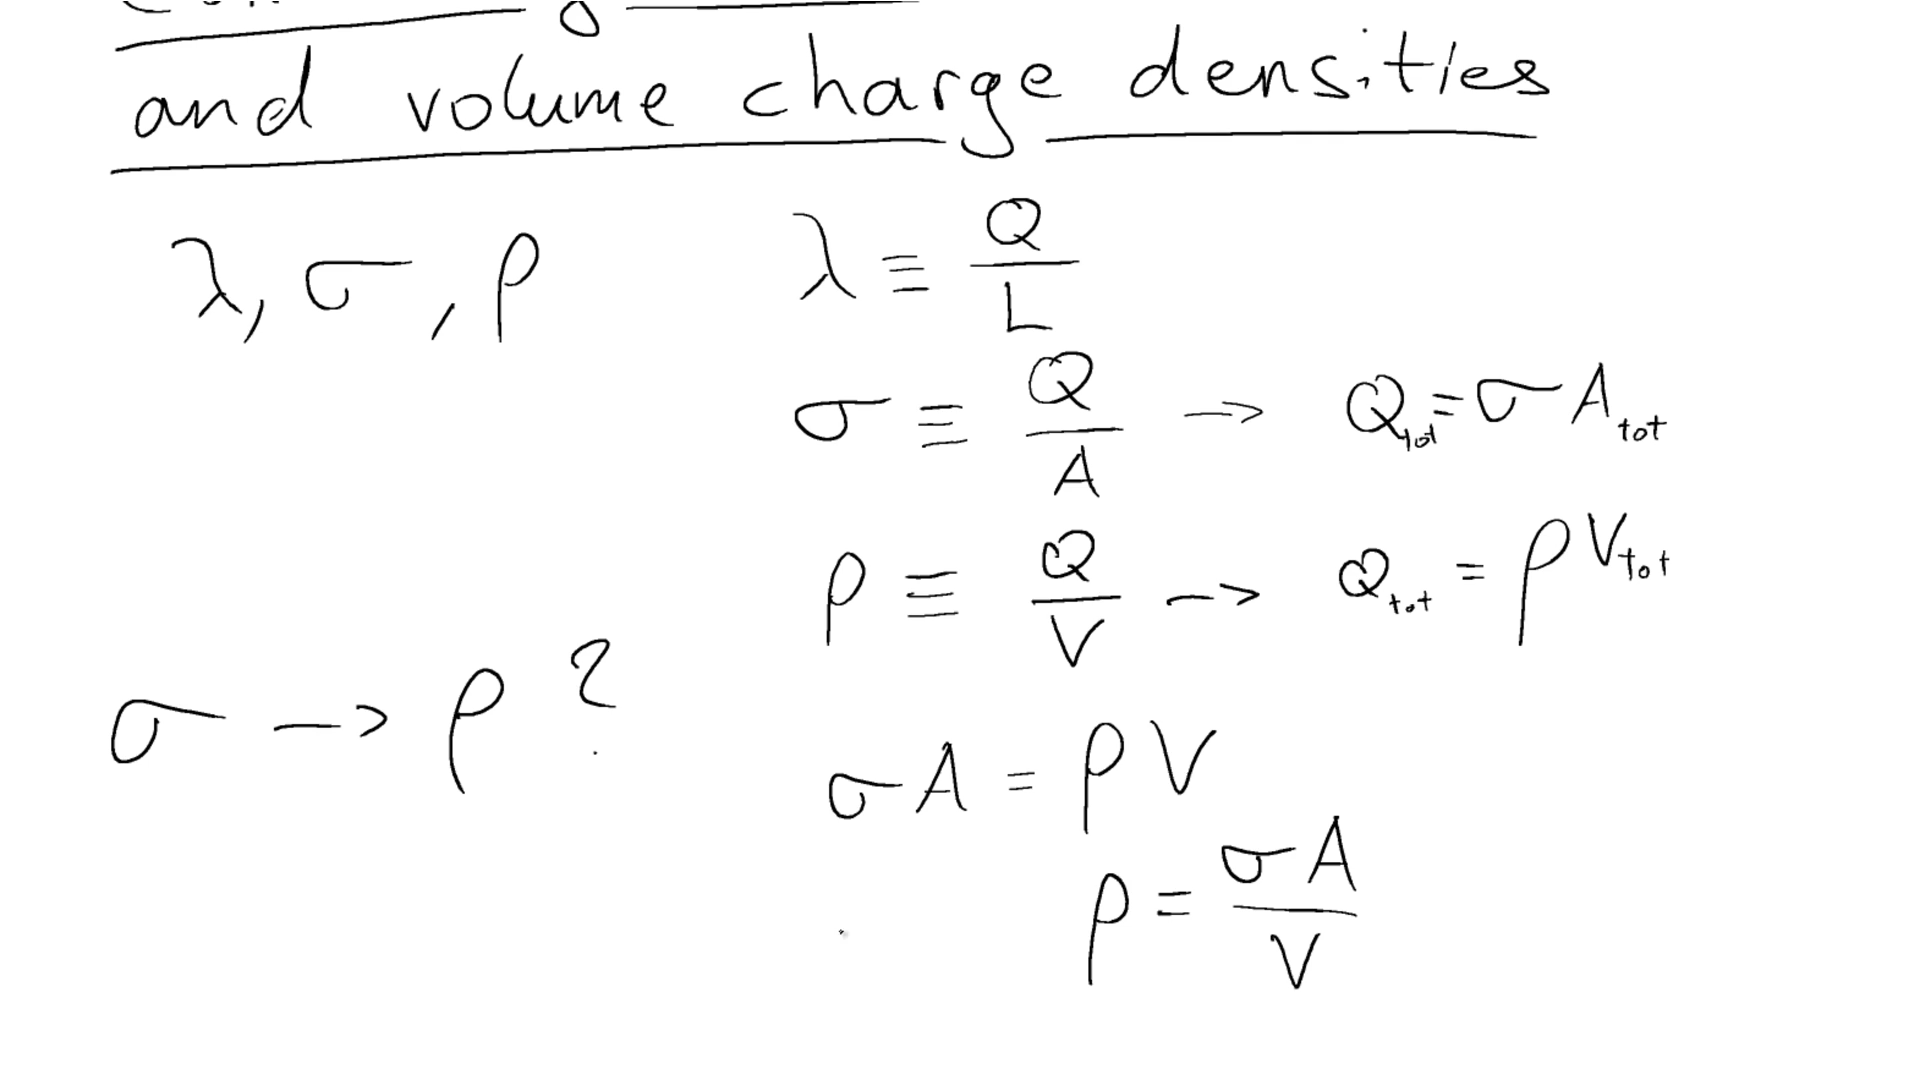 and volume charge densities
λ, σ, ρ
λ ≡ Q/L
σ ≡ Q/A → Q_tot = σ A_tot
ρ ≡ Q/V → Q_tot = ρ V_tot
σ → ρ ?
σA = ρV
ρ = σA/V